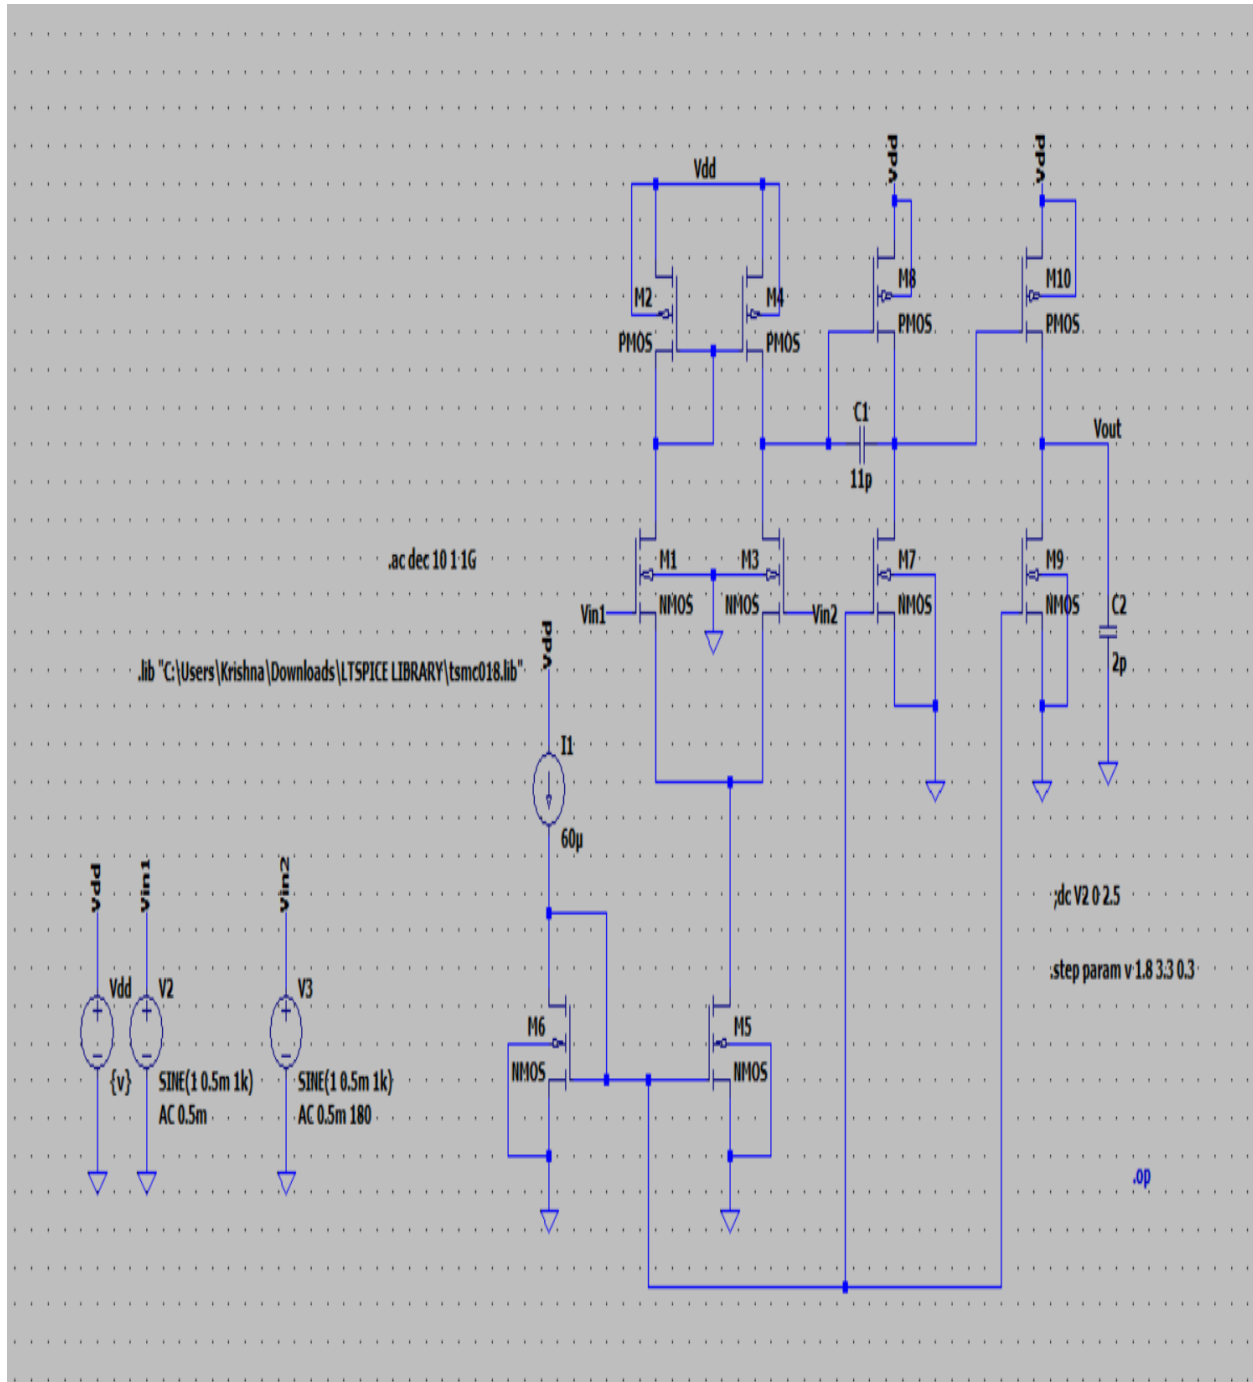 Vdd
Vdd
Vdd
M2
PMOS
M4
PMOS
M8
PMOS
M10
PMOS
C1
11p
Vout
.ac dec 10 1 1G
M1
NMOS
M3
NMOS
Vin1
Vin2
M7
NMOS
M9
NMOS
C2
2p
.lib "C:\Users\Krishna\Downloads\LTSPICE LIBRARY\tsmc018.lib"
Vdd
I1
60µ
;dc V2 0 2.5
.step param v 1.8 3.3 0.3
Vdd
Vin1
Vin2
Vdd
{v}
V2
SINE(1 0.5m 1k)
AC 0.5m
V3
SINE(1 0.5m 1k)
AC 0.5m 180
M6
NMOS
M5
NMOS
.op